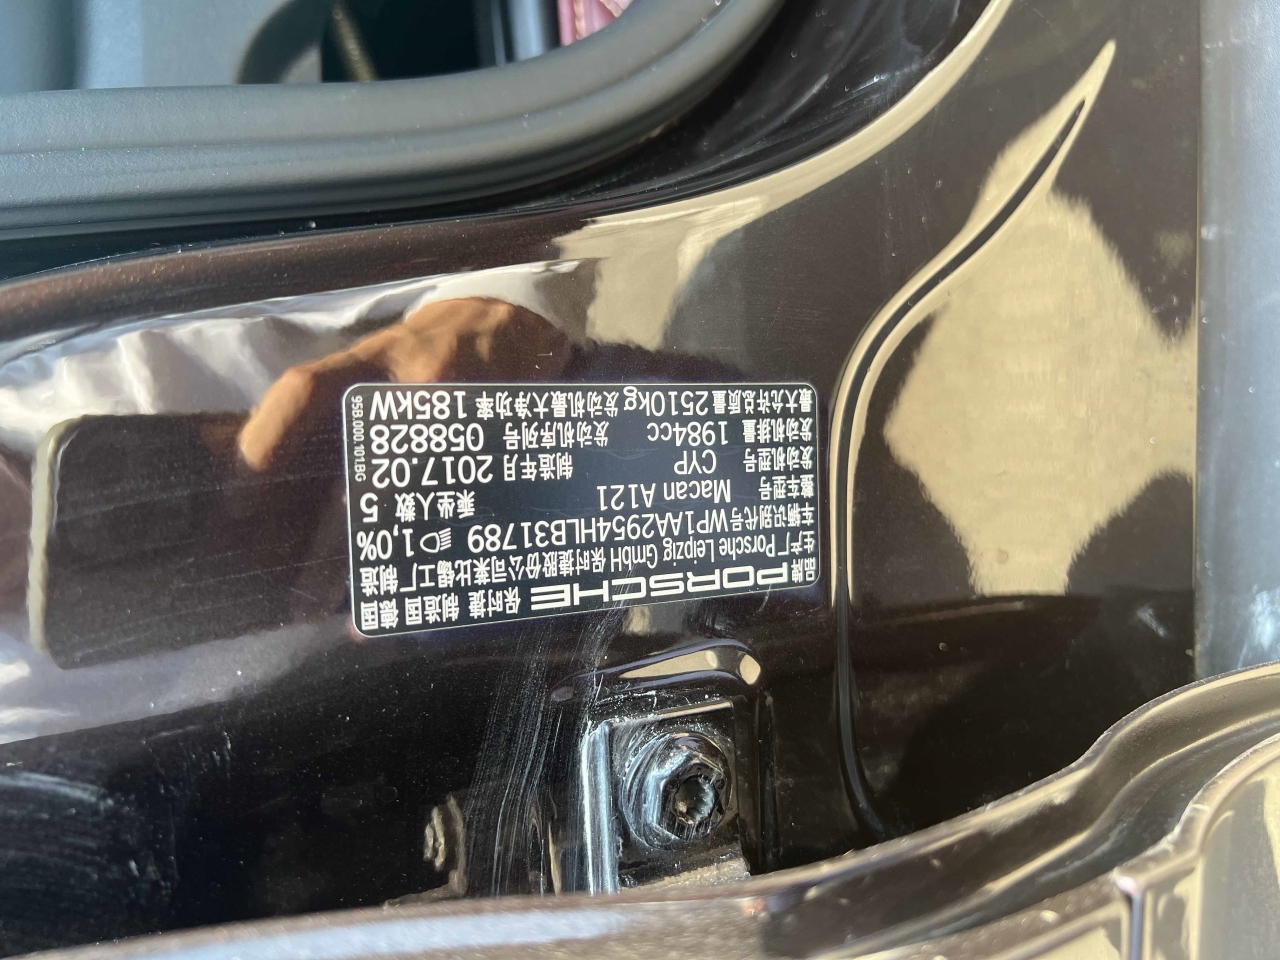 品牌 PORSCHE 保时捷 制造国 德国
生产厂 Porsche Leipzig GmbH 保时捷股份公司莱比锡工厂制造
车辆识别代号 WP1AA2954HLB31789 1,0%
整车型号 Macan A121 乘坐人数 5
发动机型号 CYP 制造年月 2017.02
发动机排量 1984cc 发动机序列号 058828
最大允许总质量 2510kg 发动机最大净功率 185kW
95B.000.101.BG